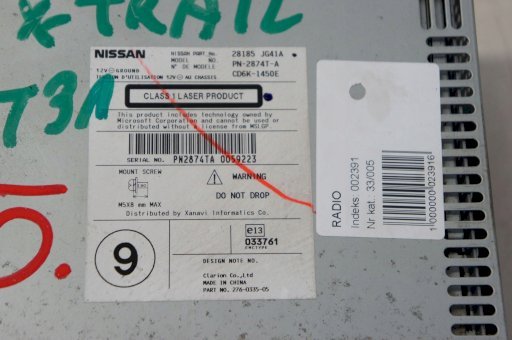 X TRAIL
T31
NISSAN
NISSAN PART No. 28185 JG41A
MODEL NO. PN-2874T-A
N° DE MODELE CD6K-1450E
12V ⊖ GROUND
TENSION D'UTILISATION 12V ⊖ AU CHASSIS
CLASS 1 LASER PRODUCT
This product includes technology owned by
Microsoft Corporation and cannot be used or
distributed without a license from MSLGP
SERIAL NO. PN2874TA 0059223
MOUNT SCREW
WARNING
DO NOT DROP
M5X8 mm MAX
Distributed by Xanavi Informatics Co.
9
e13
033761
EMCTYPE
DESIGN NOTE NO.
Clarion Co.,Ltd
MADE IN CHINA
PART NO. 276-0335-05
RADIO
Indeks 002391
Nr kat. 33/005
1000000023916
O.